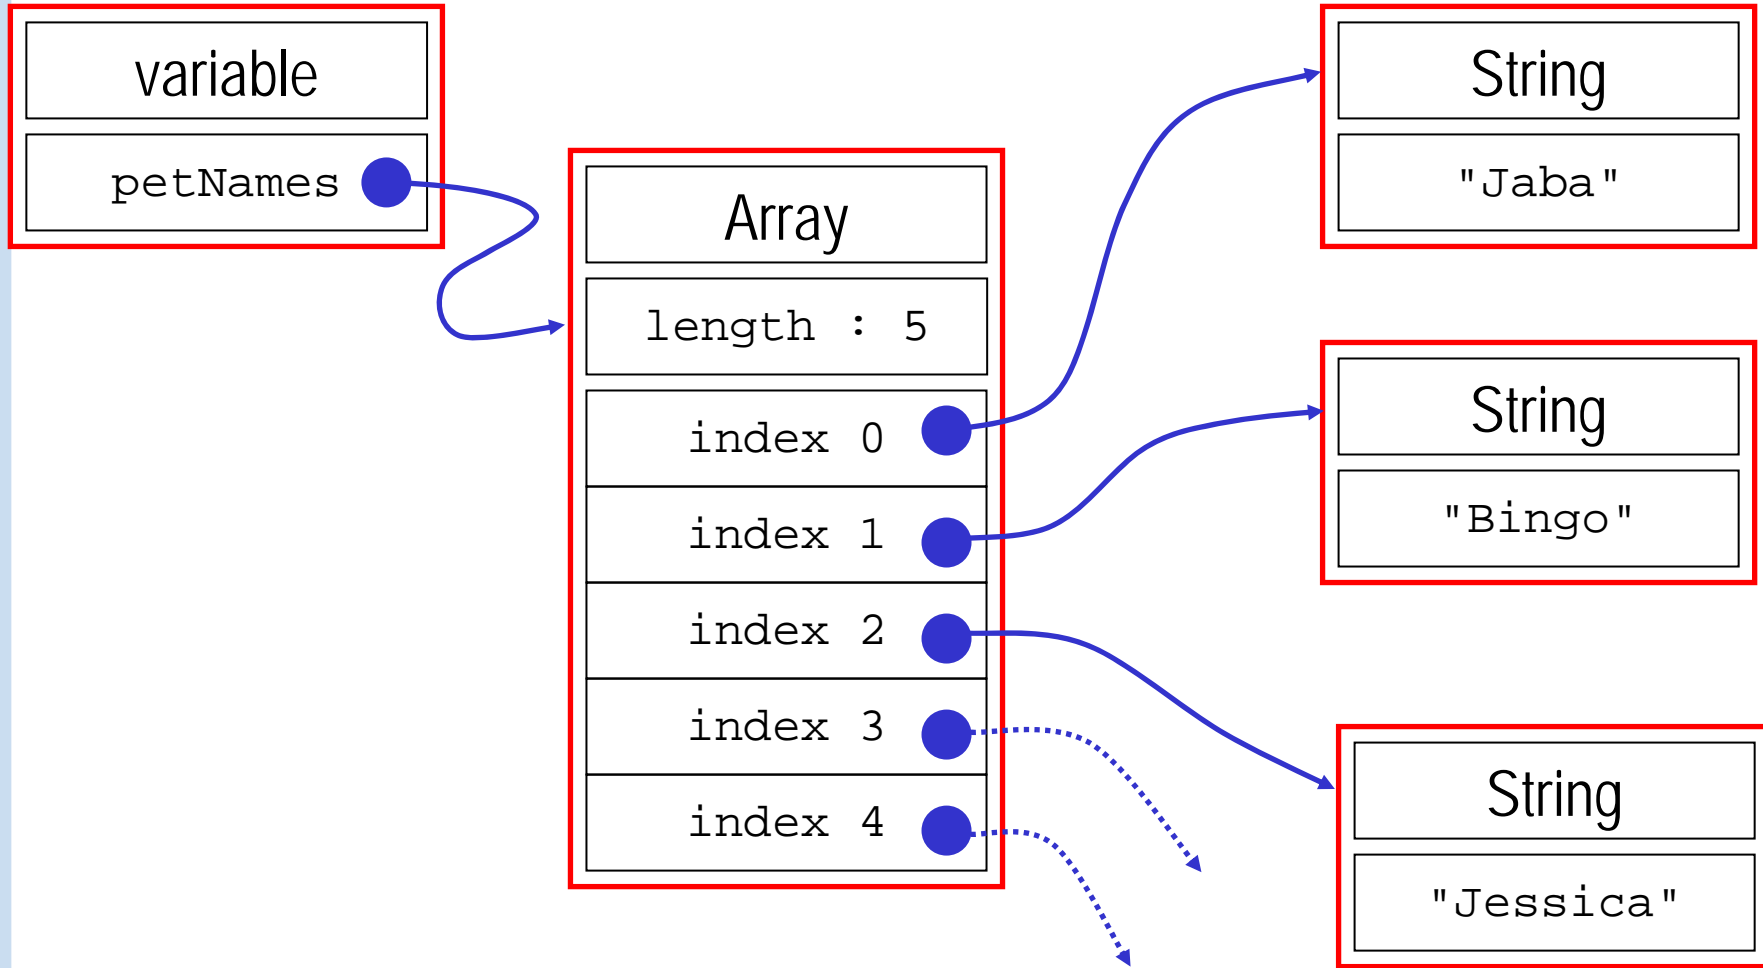 variable
petNames
Array
length : 5
index 0
index 1
index 2
index 3
index 4
String
"Jaba"
String
"Bingo"
String
"Jessica"